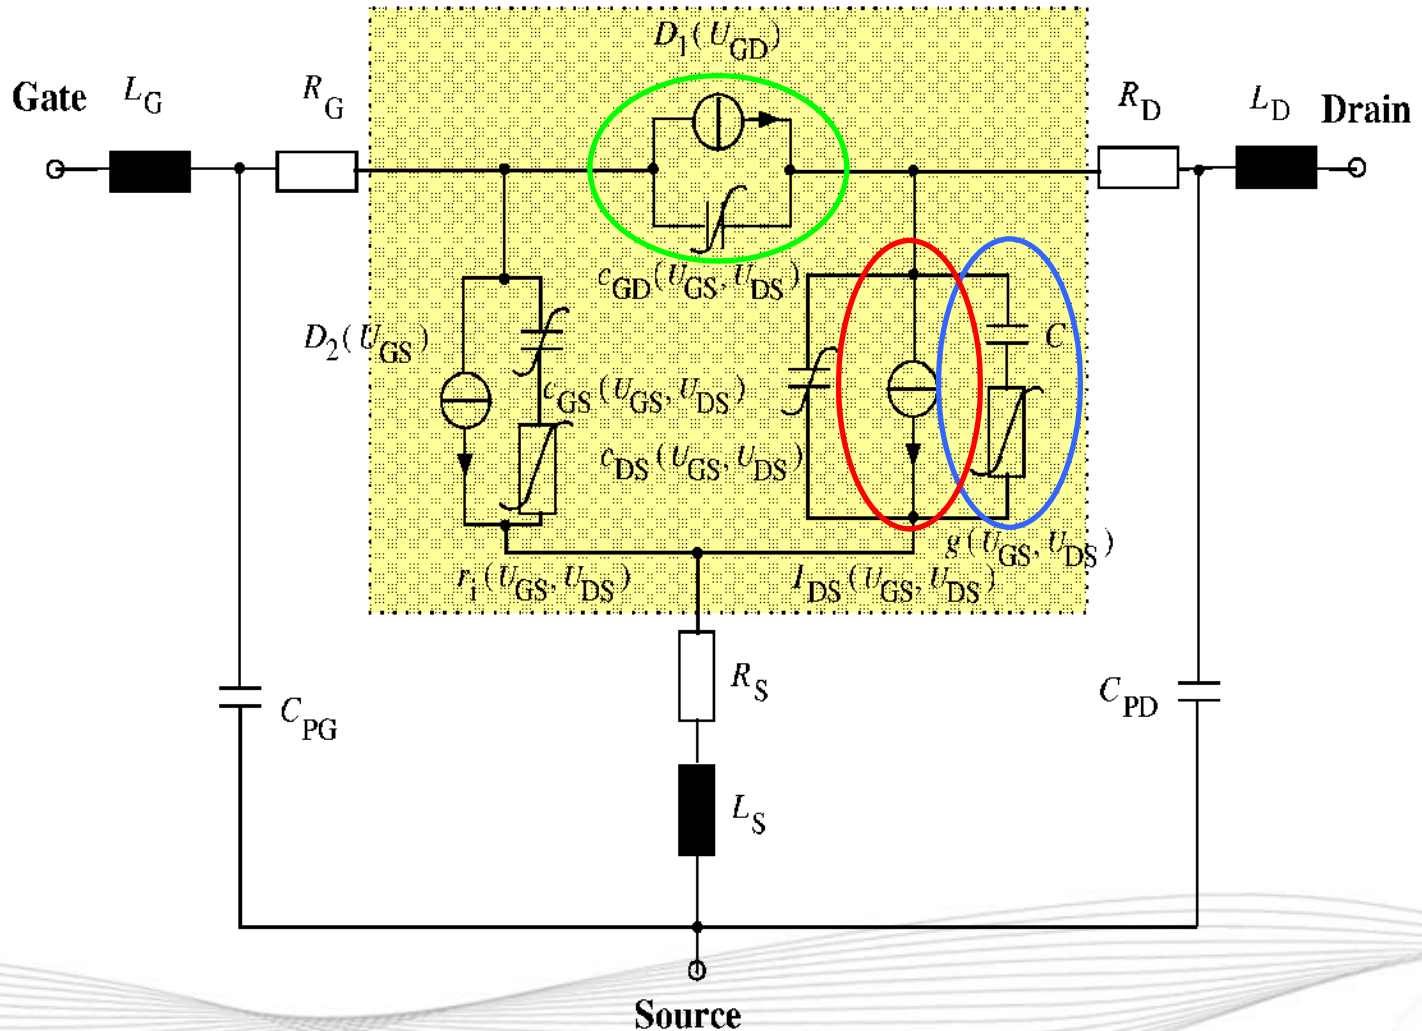 D1(UGD)
Gate
LG
RG
RD
LD
Drain
cGD(UGS, UDS)
D2(UGS)
C
cGS(UGS, UDS)
cDS(UGS, UDS)
g(UGS, UDS)
ri(UGS, UDS)
IDS(UGS, UDS)
RS
CPG
CPD
LS
Source